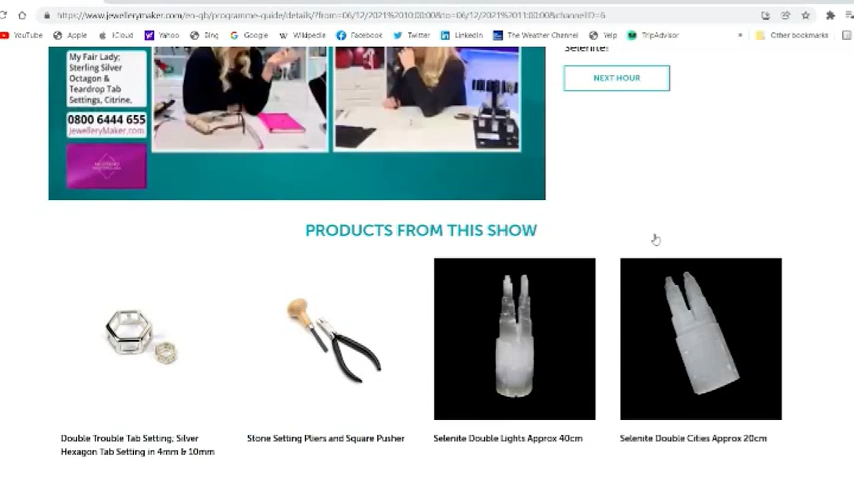 https://www.jewellerymaker.com/en-gb/programme-guide/details/?from=06/12/2021%2010:00:00&to=06/12/2021%2011:00:00&channelID=6
YouTube Apple iCloud Yahoo Bing Google Wikipedia Facebook Twitter LinkedIn The Weather Channel Yelp TripAdvisor » Other bookmarks
Selenite!
My Fair Lady;
Sterling Silver
Octagon &
Teardrop Tab
Settings, Citrine,
0800 6444 655
JewelleryMaker.com
NEXT HOUR
PRODUCTS FROM THIS SHOW
Double Trouble Tab Setting; Silver
Hexagon Tab Setting in 4mm & 10mm
Stone Setting Pliers and Square Pusher
Selenite Double Lights Approx 40cm
Selenite Double Cities Approx 20cm